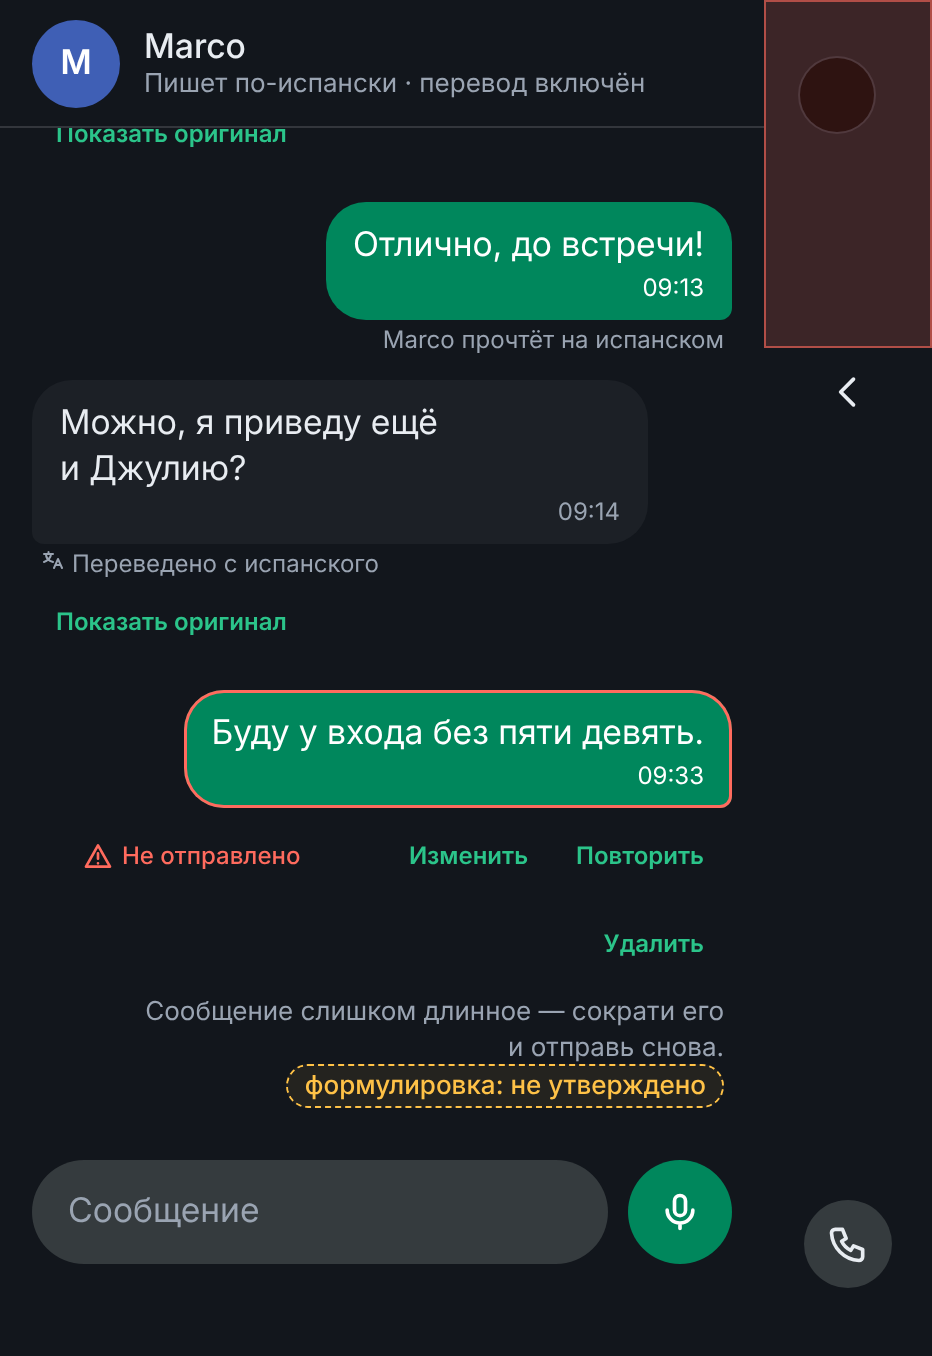 M
Marco
Пишет по-испански · перевод включён
Показать оригинал
Отлично, до встречи!
09:13
Marco прочтёт на испанском
Можно, я приведу ещё
и Джулию?
09:14
Переведено с испанского
Показать оригинал
Буду у входа без пяти девять.
09:33
Не отправлено
Изменить
Повторить
Удалить
Сообщение слишком длинное — сократи его
и отправь снова.
формулировка: не утверждено
Сообщение